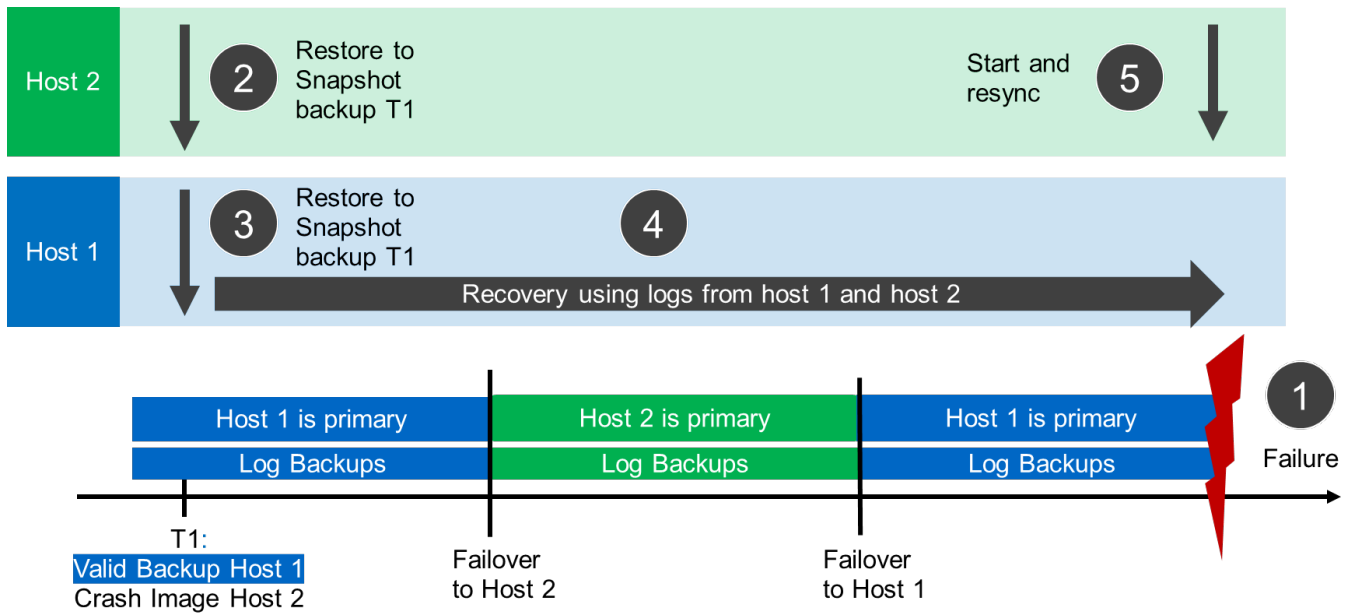 Host 2
2
Restore to
Snapshot
backup T1
Start and
resync
5
Host 1
3
Restore to
Snapshot
backup T1
4
Recovery using logs from host 1 and host 2
Host 1 is primary
Host 2 is primary
Host 1 is primary
1
Log Backups
Log Backups
Log Backups
Failure
T1:
Valid Backup Host 1
Crash Image Host 2
Failover
to Host 2
Failover
to Host 1